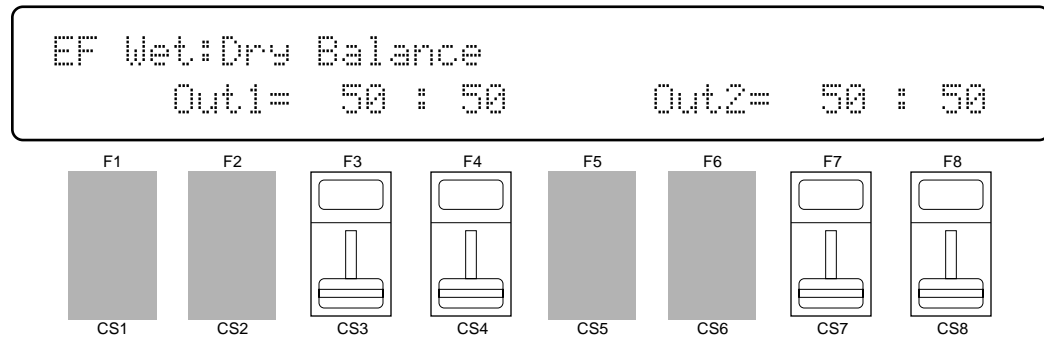 EF Wet:Dry Balance
Out1= 50 : 50 Out2= 50 : 50
F1 F2 F3 F4 F5 F6 F7 F8
CS1 CS2 CS3 CS4 CS5 CS6 CS7 CS8